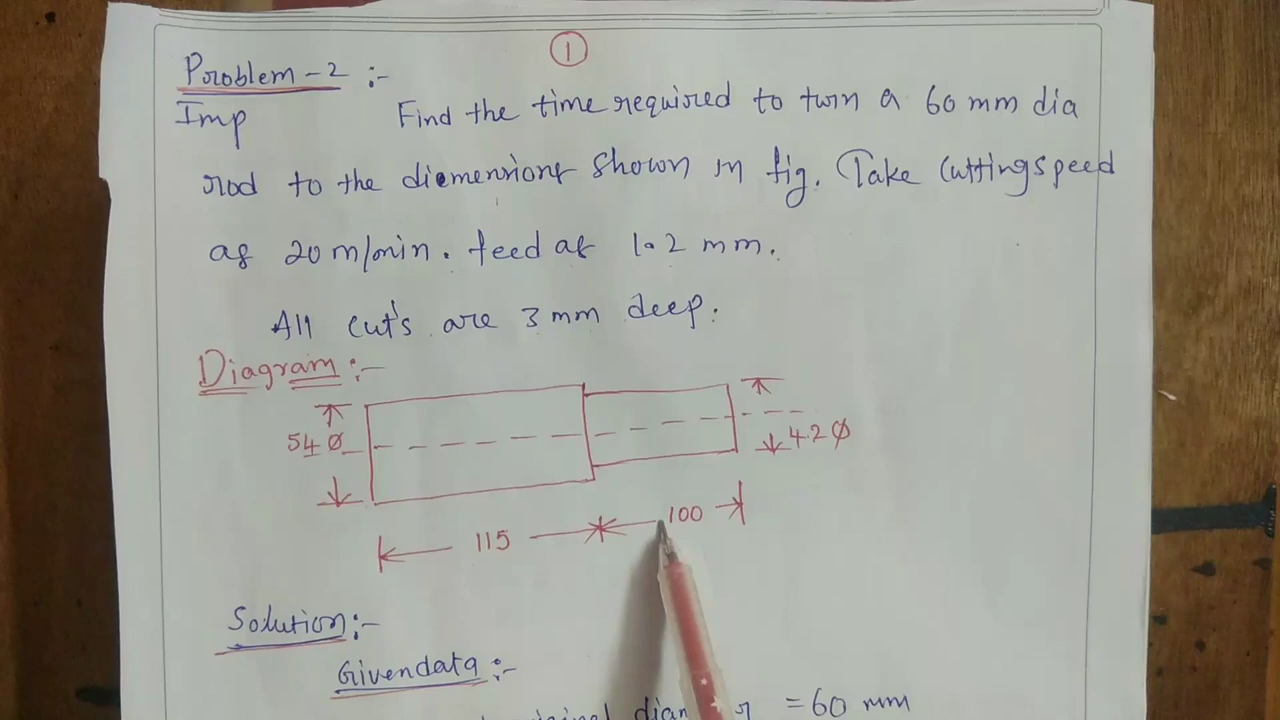 1
Problem-2 :-
Imp
Find the time required to turn a 60 mm dia
rod to the diemensions shown in fig. Take Cutting speed
as 20 m/min. feed as 1.2 mm.
All cut's are 3 mm deep.
Diagram :-
54 Ø
42 Ø
115
100
Solution :-
Given data :-
= 60 mm